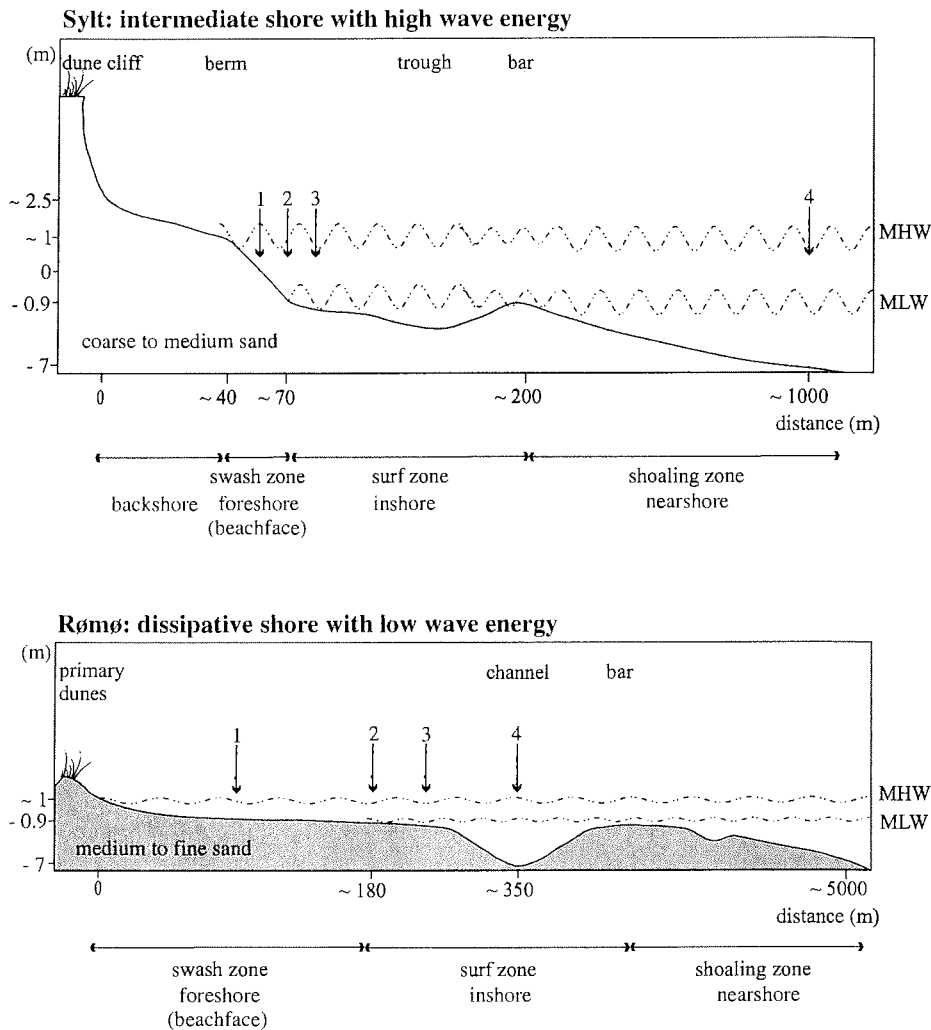 Sylt: intermediate shore with high wave energy
(m)
dune cliff berm trough bar
~ 2.5
1 2 3 4
MHW
~ 1
0
MLW
- 0.9
coarse to medium sand
- 7
0 ~ 40 ~ 70 ~ 200 ~ 1000
distance (m)
swash zone surf zone shoaling zone
backshore foreshore inshore nearshore
(beachface)
Rømø: dissipative shore with low wave energy
(m)
primary channel bar
dunes
1 2 3 4
~ 1 MHW
- 0.9 MLW
medium to fine sand
- 7
0 ~ 180 ~ 350 ~ 5000
distance (m)
swash zone surf zone shoaling zone
foreshore inshore nearshore
(beachface)